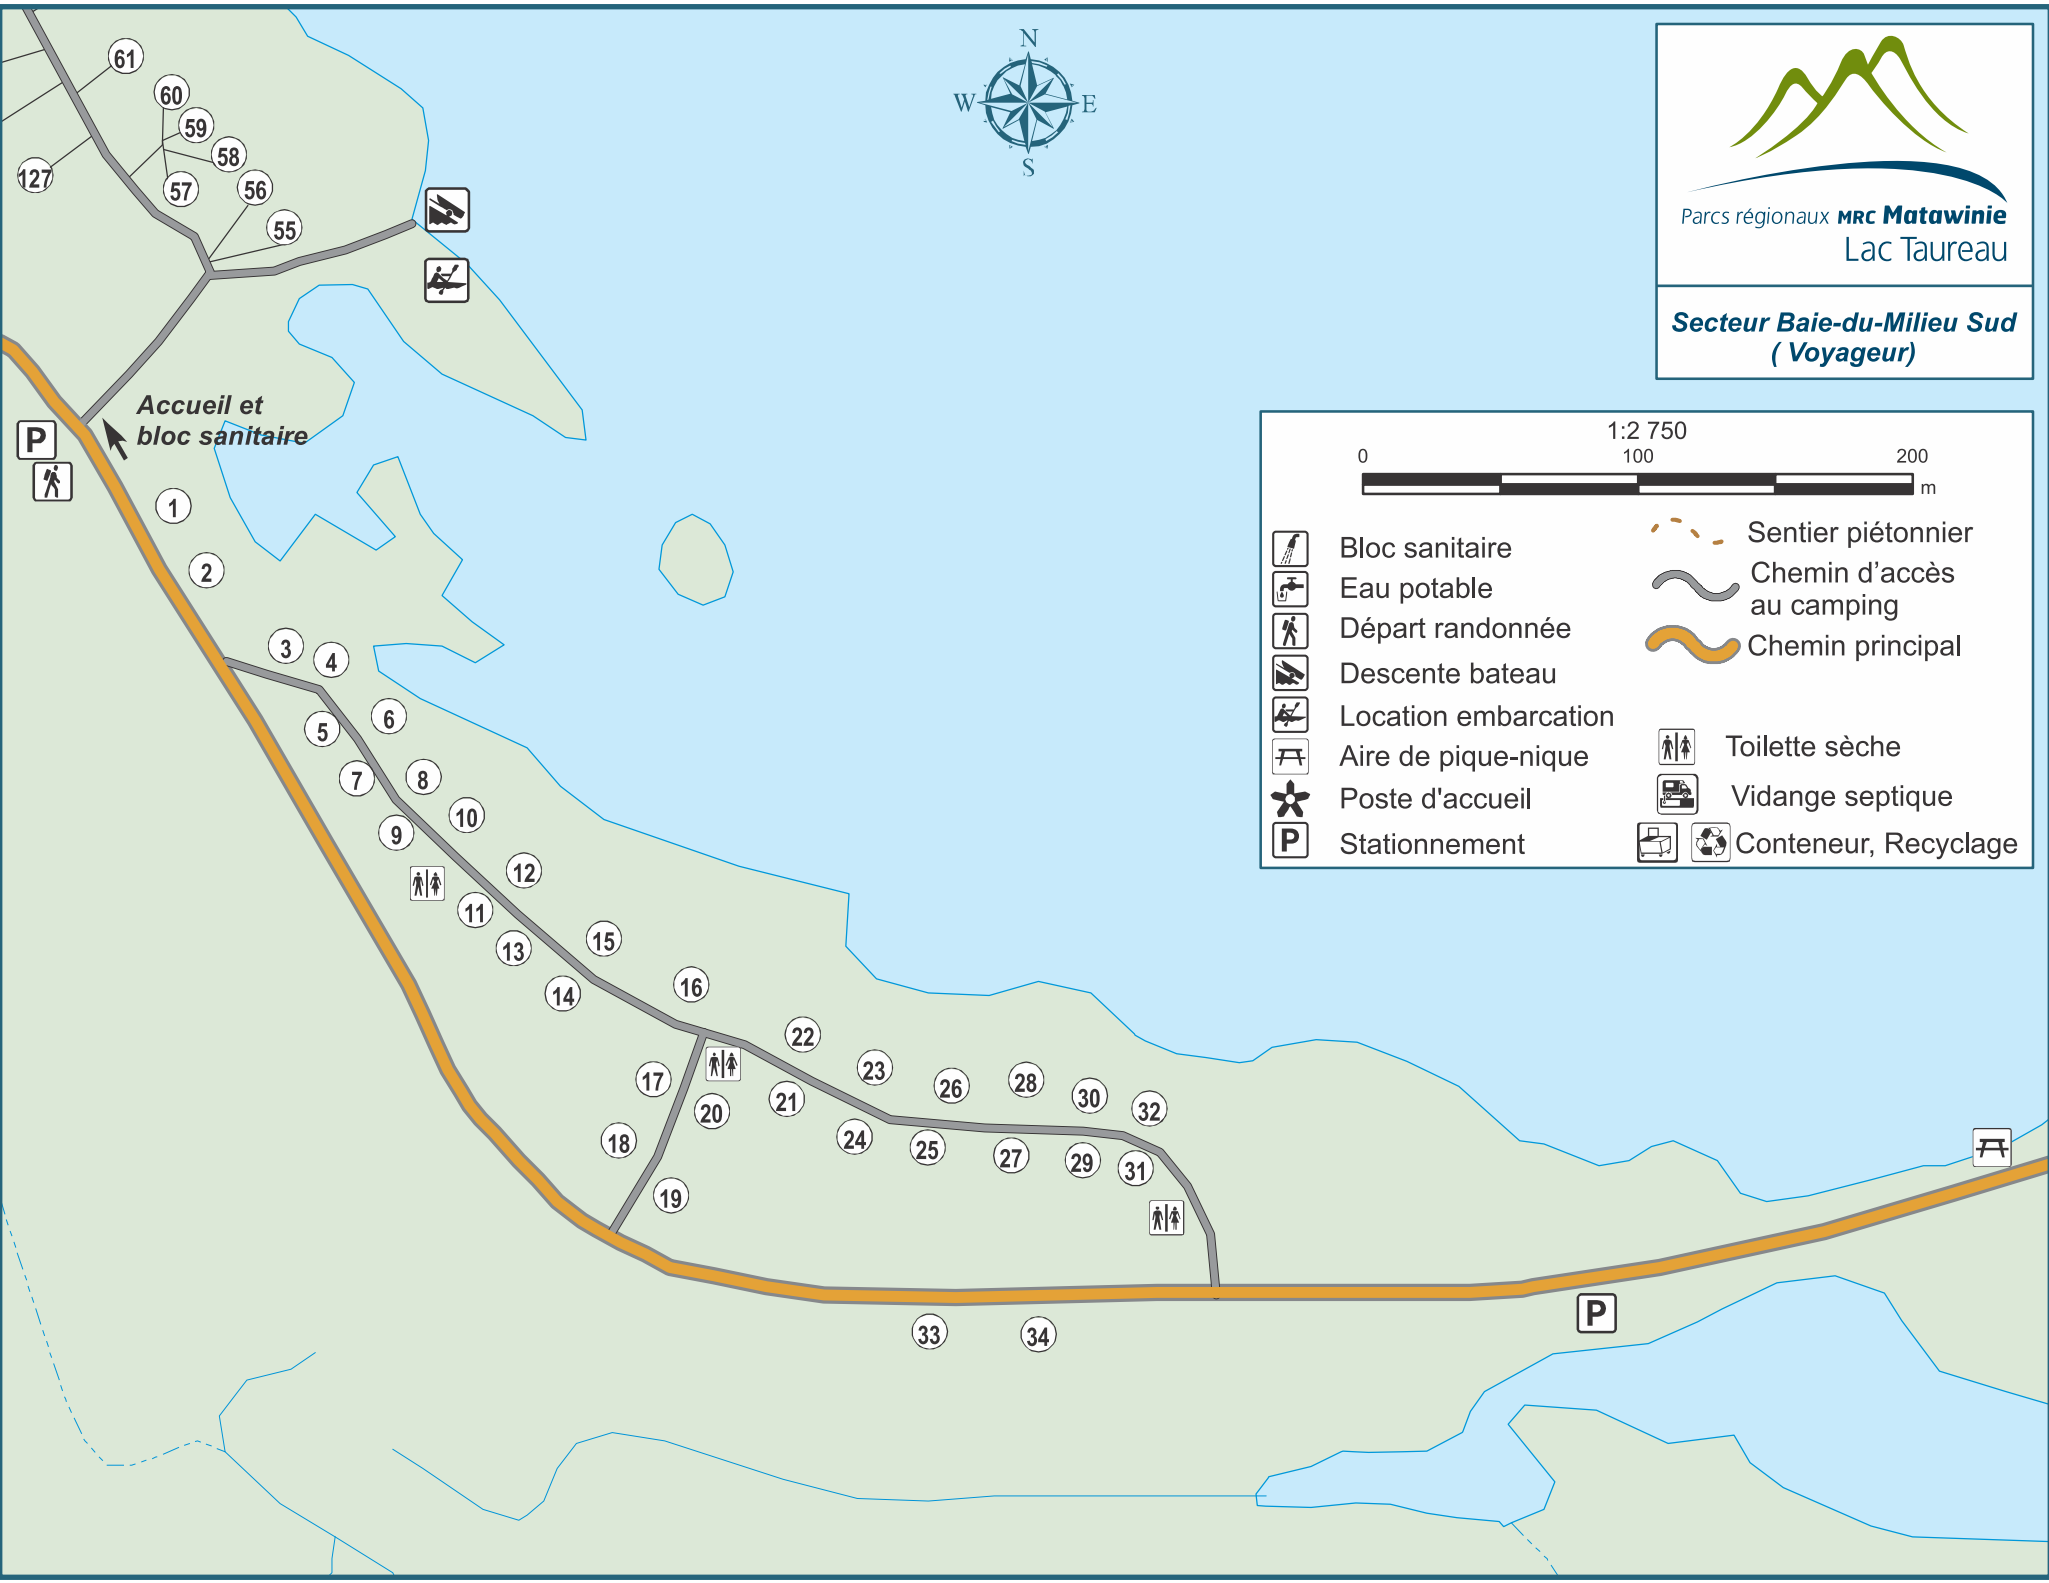 N
W E
S
Parcs régionaux MRC Matawinie
Lac Taureau
Secteur Baie-du-Milieu Sud
( Voyageur)
1:2 750
0 100 200
m
Bloc sanitaire
Eau potable
Départ randonnée
Descente bateau
Location embarcation
Aire de pique-nique
Poste d'accueil
P Stationnement
Sentier piétonnier
Chemin d’accès
au camping
Chemin principal
Toilette sèche
Vidange septique
Conteneur, Recyclage
61
60
59
58
127
57
56
55
Accueil et
bloc sanitaire
P
1
2
3
4
5
6
7
8
9
10
11
12
13
14
15
16
17
18
19
20
21
22
23
24
25
26
27
28
29
30
31
32
33
34
P